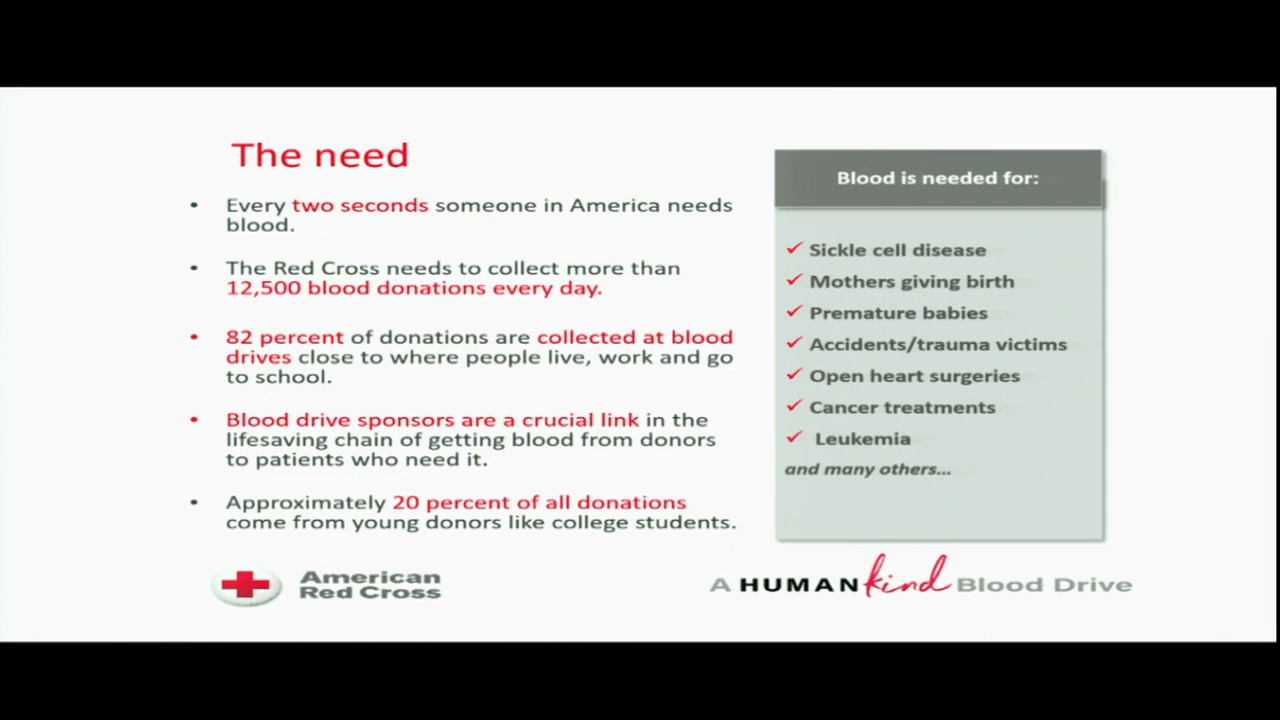 The need
• Every two seconds someone in America needs
blood.
• The Red Cross needs to collect more than
12,500 blood donations every day.
• 82 percent of donations are collected at blood
drives close to where people live, work and go
to school.
• Blood drive sponsors are a crucial link in the
lifesaving chain of getting blood from donors
to patients who need it.
• Approximately 20 percent of all donations
come from young donors like college students.
Blood is needed for:
✓ Sickle cell disease
✓ Mothers giving birth
✓ Premature babies
✓ Accidents/trauma victims
✓ Open heart surgeries
✓ Cancer treatments
✓ Leukemia
and many others...
American
Red Cross
A HUMANkind Blood Drive